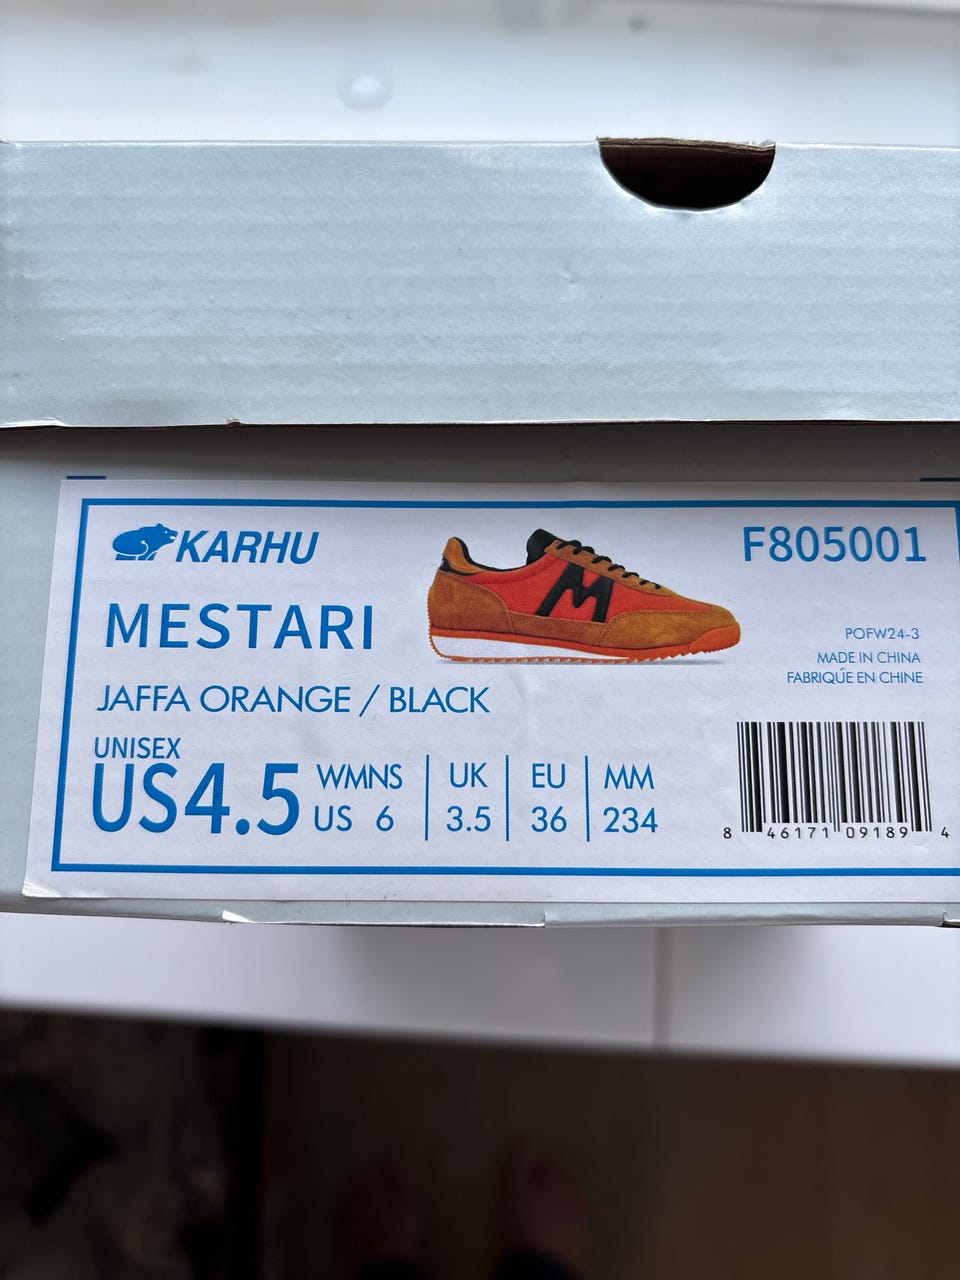 KARHU
MESTARI
JAFFA ORANGE / BLACK
UNISEX
US4.5
WMNS
US 6
UK
3.5
EU
36
MM
234
M
F805001
POFW24-3
MADE IN CHINA
FABRIQÚE EN CHINE
8 46171 09189 4